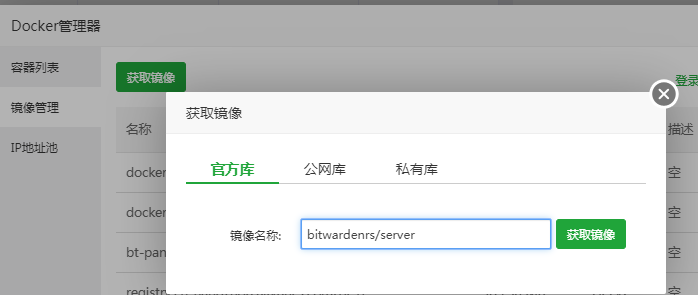 Docker管理器
容器列表
获取镜像
登录
镜像管理
获取镜像
名称
描述
IP地址池
官方库 公网库 私有库
docker
空
docker
空
镜像名称: bitwardenrs/server 获取镜像
bt-pan
空